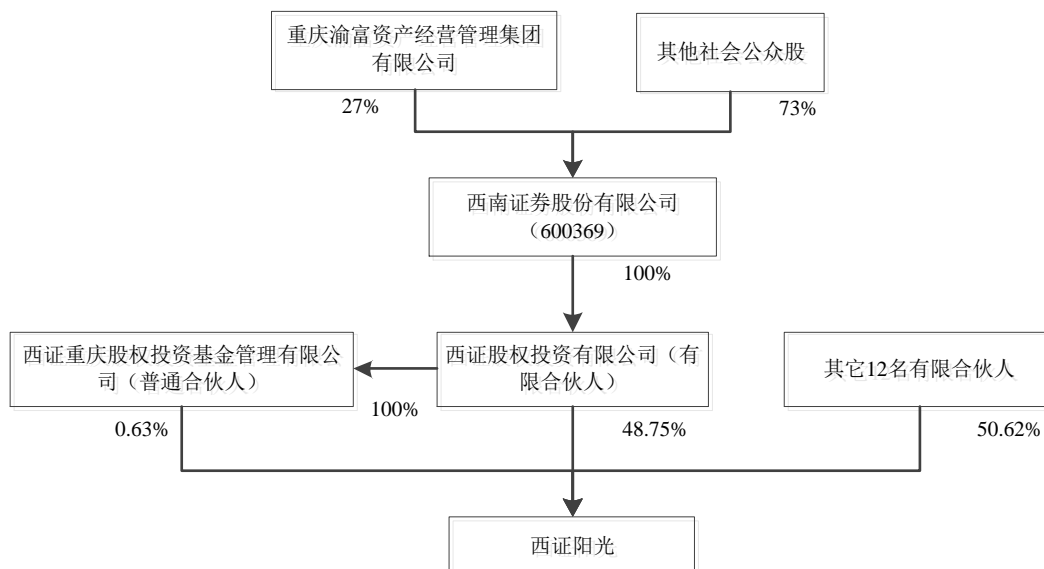 重庆渝富资产经营管理集团
有限公司
其他社会公众股
27%
73%
西南证券股份有限公司
（600369）
100%
西证重庆股权投资基金管理有限公
司（普通合伙人）
西证股权投资有限公司（有
限合伙人）
其它12名有限合伙人
100%
0.63%
48.75%
50.62%
西证阳光